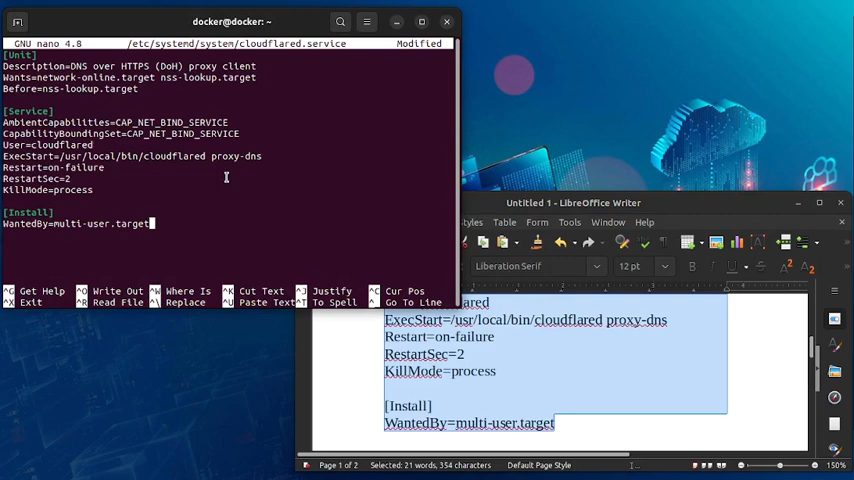 docker@docker: ~
GNU nano 4.8 /etc/systemd/system/cloudflared.service Modified
[Unit]
Description=DNS over HTTPS (DoH) proxy client
Wants=network-online.target nss-lookup.target
Before=nss-lookup.target
[Service]
AmbientCapabilities=CAP_NET_BIND_SERVICE
CapabilityBoundingSet=CAP_NET_BIND_SERVICE
User=cloudflared
ExecStart=/usr/local/bin/cloudflared proxy-dns
Restart=on-failure
RestartSec=2
KillMode=process
[Install]
WantedBy=multi-user.target
^G Get Help ^O Write Out ^W Where Is ^K Cut Text ^J Justify ^C Cur Pos
^X Exit ^R Read File ^\ Replace ^U Paste Text ^T To Spell ^_ Go To Line
Untitled 1 - LibreOffice Writer
Styles Table Form Tools Window Help
Liberation Serif 12 pt
ExecStart=/usr/local/bin/cloudflared proxy-dns
Restart=on-failure
RestartSec=2
KillMode=process
[Install]
WantedBy=multi-user.target
Page 1 of 2 Selected: 21 words, 354 characters Default Page Style 150%